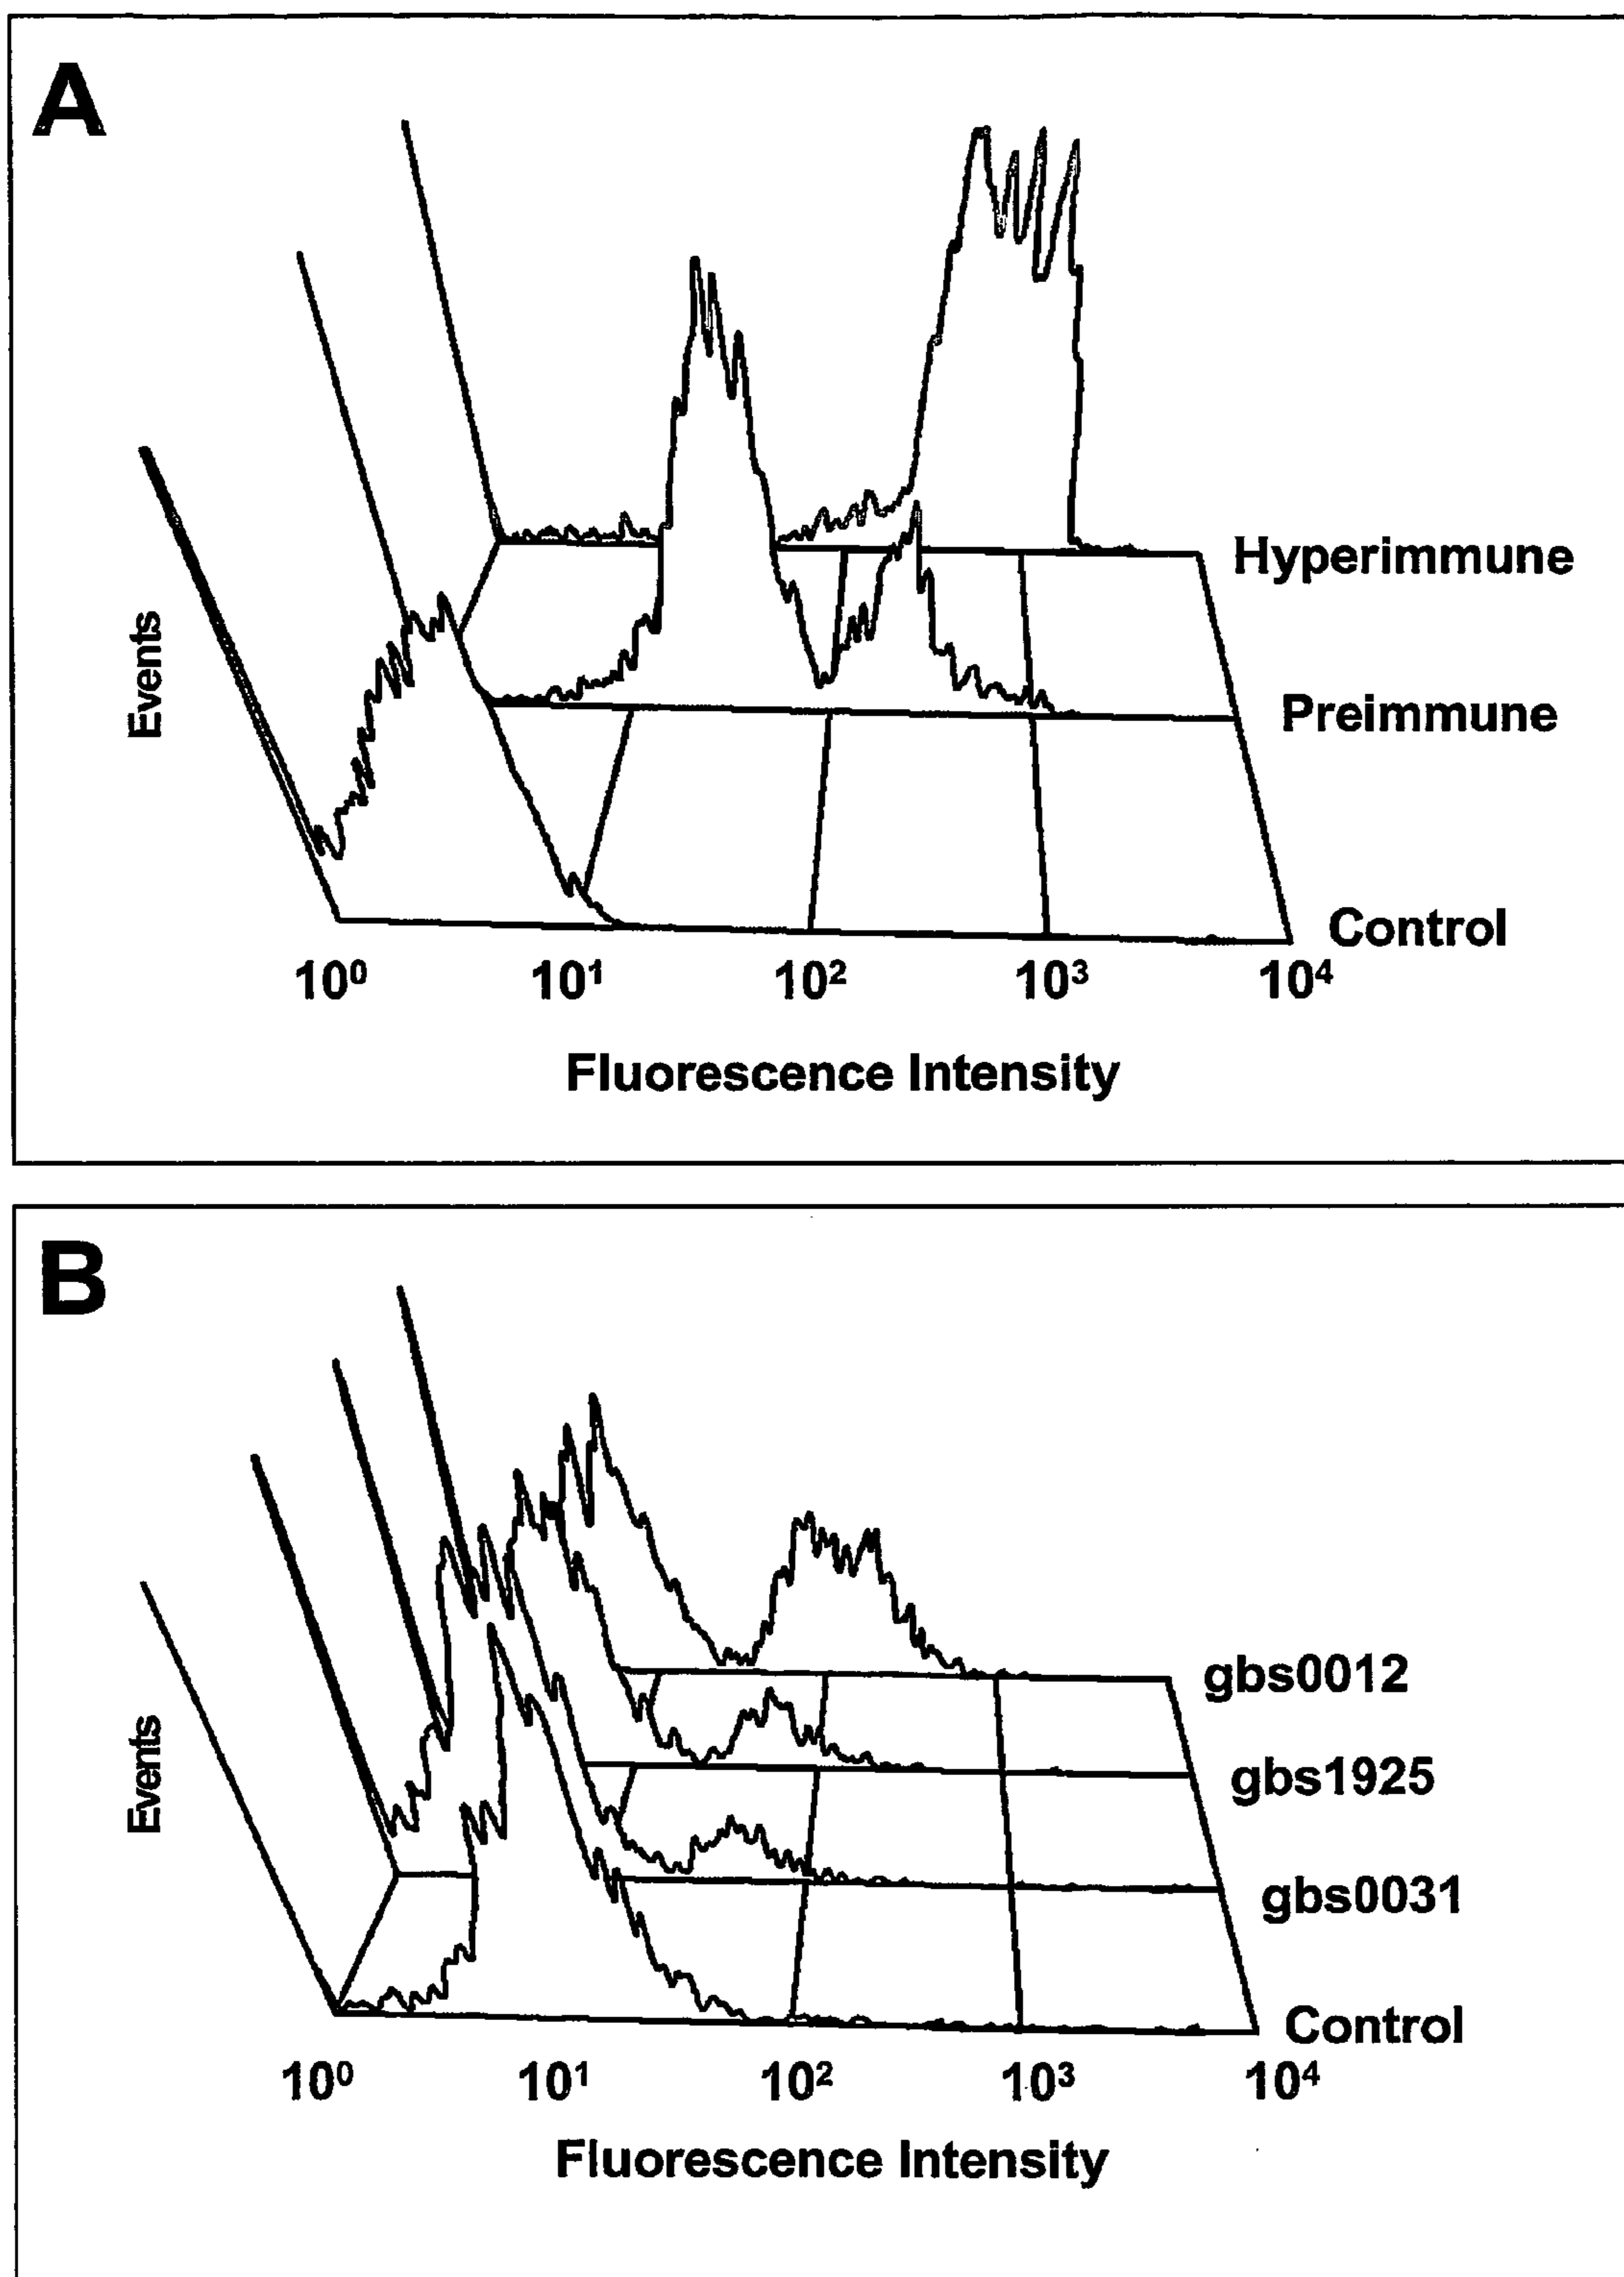 A
Events
Hyperimmune
Preimmune
Control
10⁰ 10¹ 10² 10³ 10⁴
Fluorescence Intensity
B
Events
gbs0012
gbs1925
gbs0031
Control
10⁰ 10¹ 10² 10³ 10⁴
Fluorescence Intensity